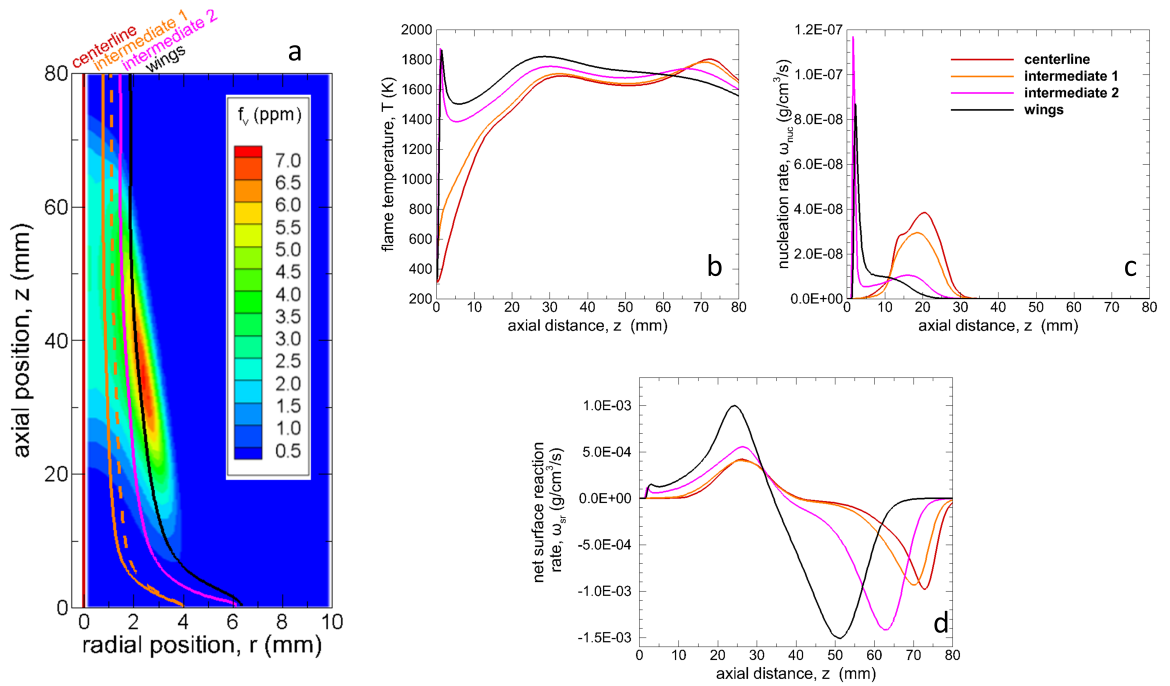 centerline
intermediate 1
intermediate 2
wings
a
80
60
40
20
0
axial position, z (mm)
0 2 4 6 8 10
radial position, r (mm)
fv (ppm)
7.0
6.5
6.0
5.5
5.0
4.5
4.0
3.5
3.0
2.5
2.0
1.5
1.0
0.5
2000
1800
1600
1400
1200
1000
800
600
400
200
flame temperature, T (K)
b
0 10 20 30 40 50 60 70 80
axial distance, z (mm)
1.2E-07
1.0E-07
8.0E-08
6.0E-08
4.0E-08
2.0E-08
0.0E+00
nucleation rate, ωnuc (g/cm³/s)
centerline
intermediate 1
intermediate 2
wings
c
0 10 20 30 40 50 60 70 80
axial distance, z (mm)
1.0E-03
5.0E-04
0.0E+00
-5.0E-04
-1.0E-03
-1.5E-03
net surface reaction
rate, ωsr (g/cm³/s)
d
0 10 20 30 40 50 60 70 80
axial distance, z (mm)